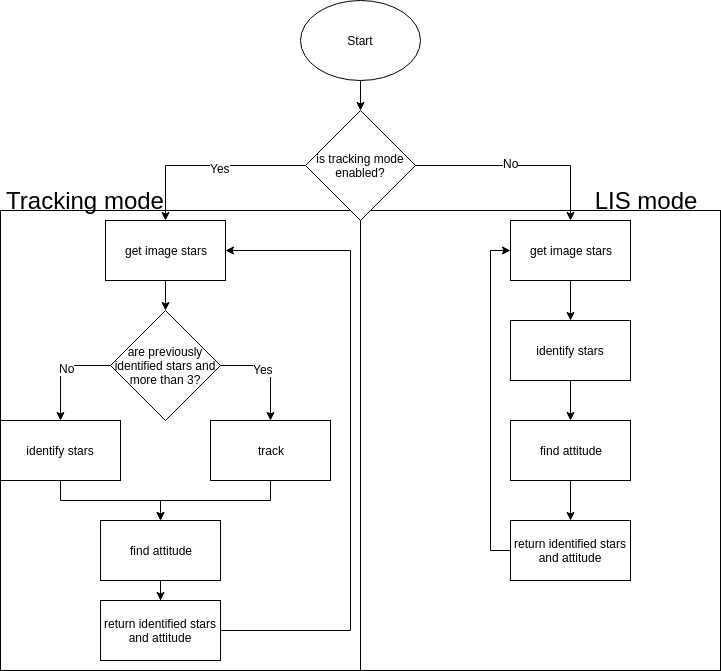 Start
is tracking mode
enabled?
Yes
No
Tracking mode
LIS mode
get image stars
get image stars
are previously
identified stars and
more than 3?
No
Yes
identify stars
identify stars
track
find attitude
find attitude
return identified stars
and attitude
return identified stars
and attitude